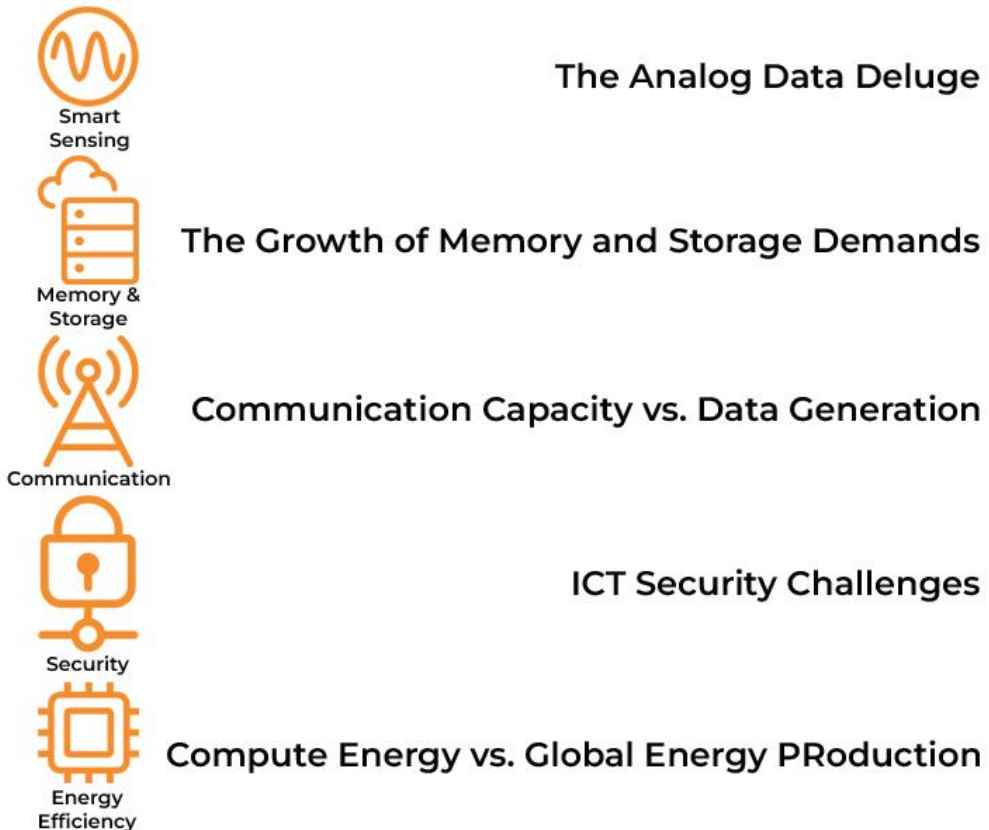 The Analog Data Deluge
Smart
Sensing
The Growth of Memory and Storage Demands
Memory &
Storage
Communication Capacity vs. Data Generation
Communication
ICT Security Challenges
Security
Compute Energy vs. Global Energy PRoduction
Energy
Efficiency